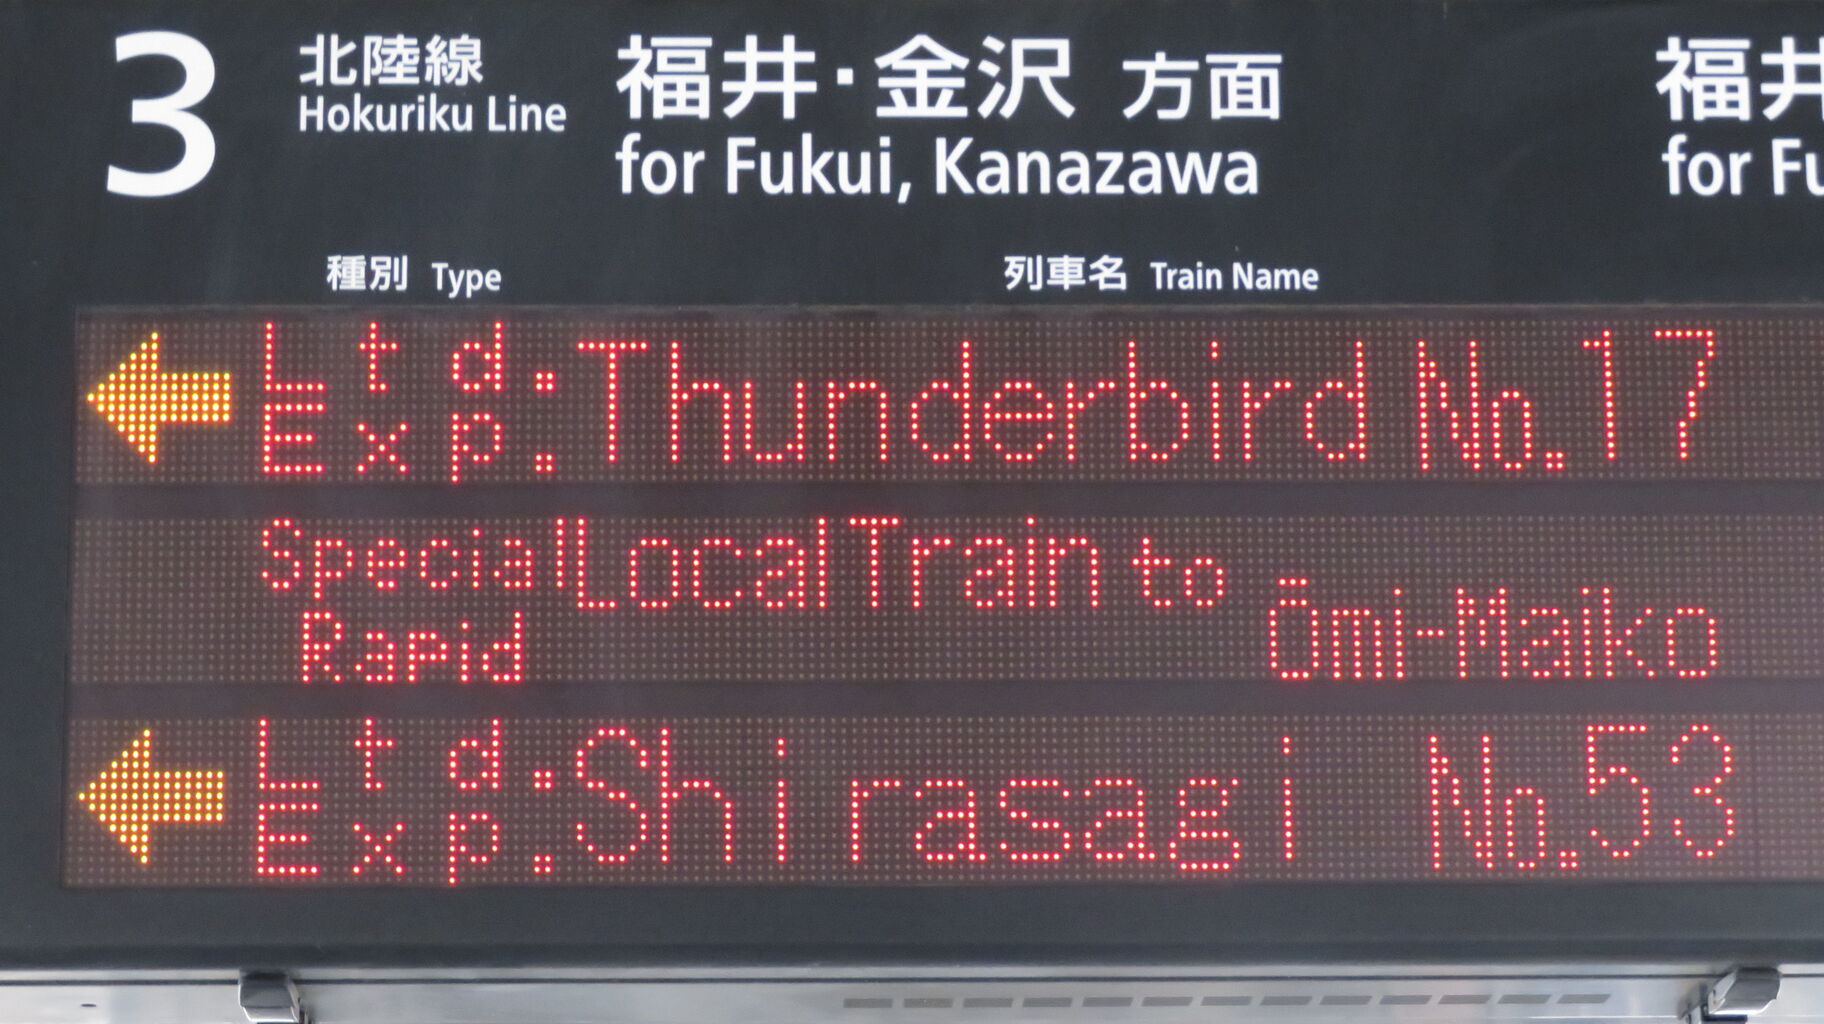 3
北陸線
Hokuriku Line
福井・金沢 方面
for Fukui, Kanazawa
福井
for Fu
種別 Type
列車名 Train Name
Ltd. Exp. Thunderbird No.17
Special Rapid Local Train to Ōmi-Maiko
Ltd. Exp. Shirasagi No.53